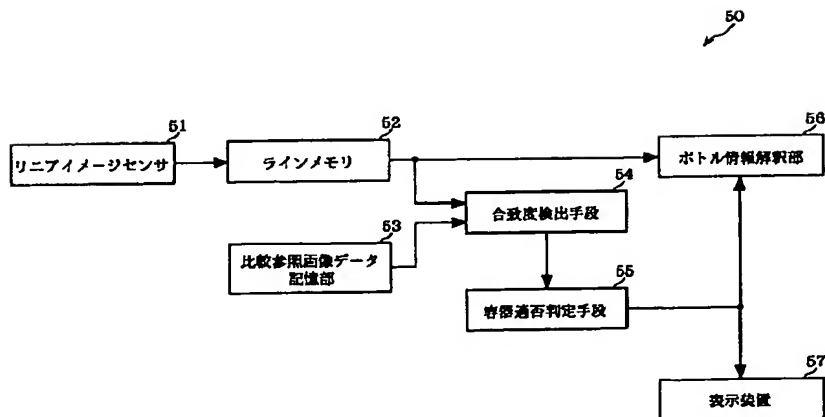 50
51
リニアイメージセンサ
52
ラインメモリ
56
ボトル情報解釈部
54
合致度検出手段
53
比較参照画像データ
記憶部
55
容器適否判定手段
57
表示装置